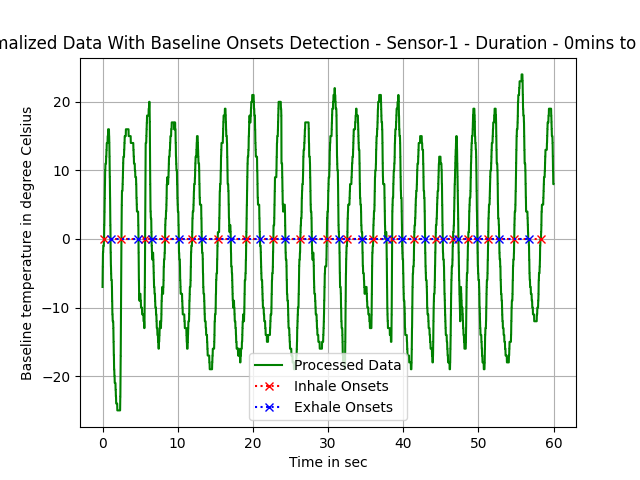 malized Data With Baseline Onsets Detection - Sensor-1 - Duration - 0mins to
Baseline temperature in degree Celsius
20
10
0
−10
−20
Processed Data
Inhale Onsets
Exhale Onsets
0 10 20 30 40 50 60
Time in sec